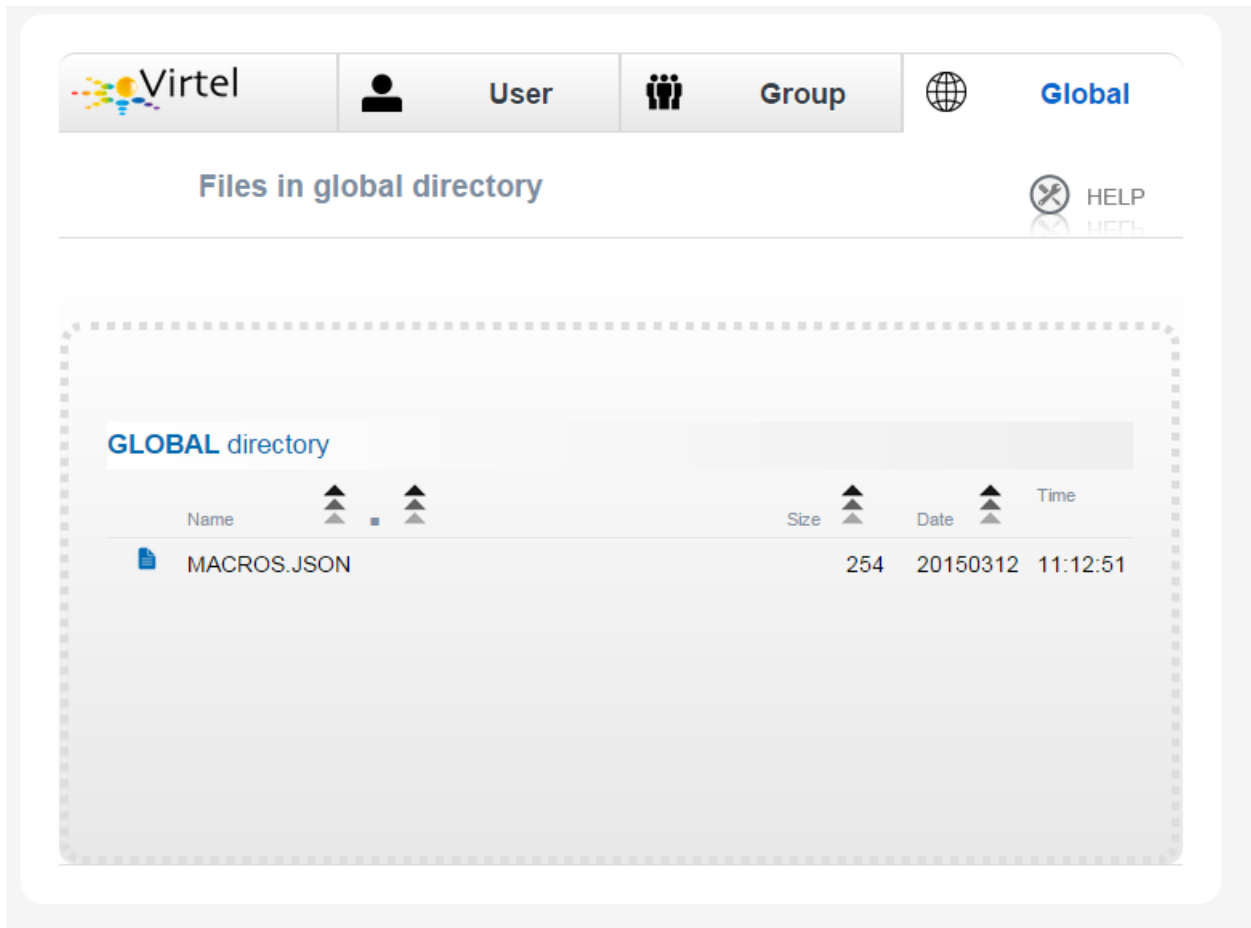 Virtel User Group Global
Files in global directory
HELP
GLOBAL directory
Name . Size Date Time
MACROS.JSON 254 20150312 11:12:51